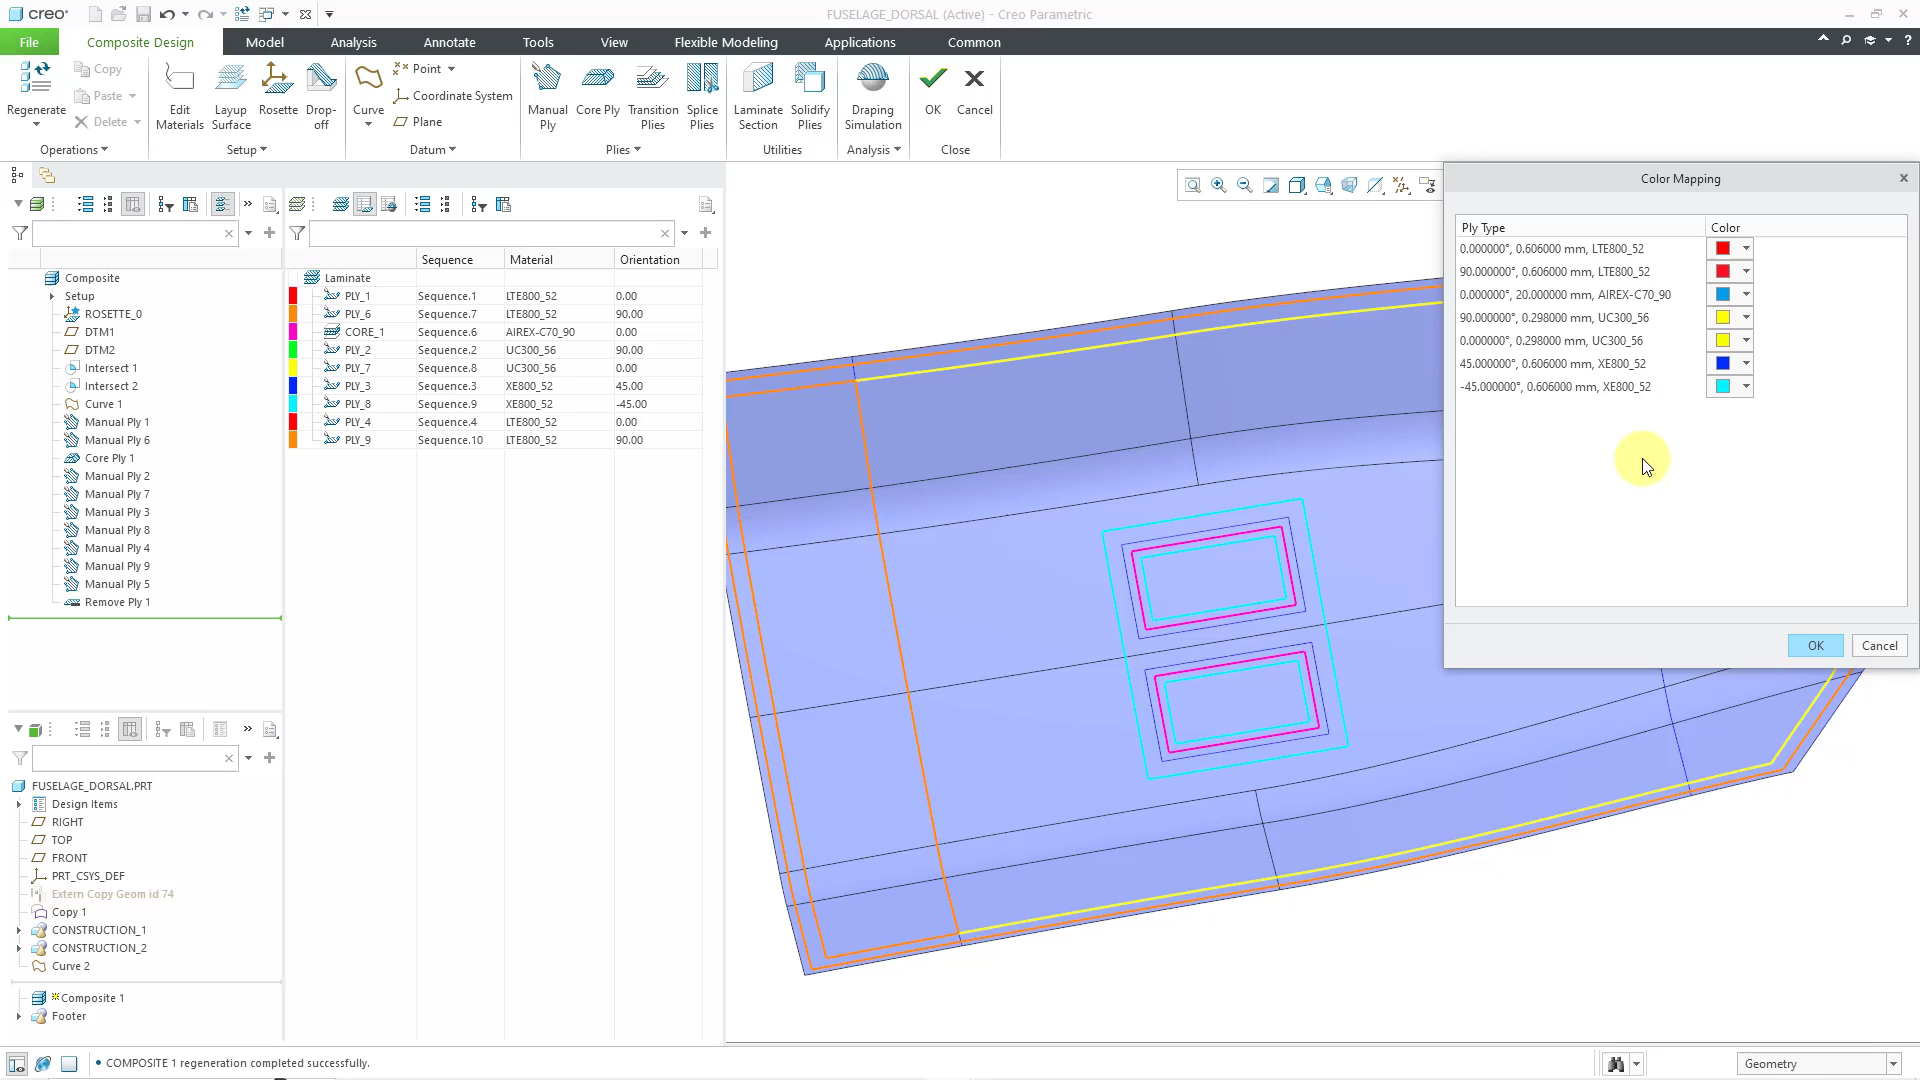 creo
FUSELAGE_DORSAL (Active) - Creo Parametric
File
Composite Design
Model
Analysis
Annotate
Tools
View
Flexible Modeling
Applications
Common
Regenerate
Copy
Paste
Delete
Edit Materials
Layup Surface
Rosette
Drop-off
Curve
Point
Coordinate System
Plane
Manual Ply
Core Ply
Transition Plies
Splice Plies
Laminate Section
Solidify Plies
Draping Simulation
OK
Cancel
Operations
Setup
Datum
Plies
Utilities
Analysis
Close
Composite
Setup
ROSETTE_0
DTM1
DTM2
Intersect 1
Intersect 2
Curve 1
Manual Ply 1
Manual Ply 6
Core Ply 1
Manual Ply 2
Manual Ply 7
Manual Ply 3
Manual Ply 8
Manual Ply 4
Manual Ply 9
Manual Ply 5
Remove Ply 1
Sequence Material Orientation
Laminate
PLY_1 Sequence.1 LTE800_52 0.00
PLY_6 Sequence.7 LTE800_52 90.00
CORE_1 Sequence.6 AIREX-C70_90 0.00
PLY_2 Sequence.2 UC300_56 90.00
PLY_7 Sequence.8 UC300_56 0.00
PLY_3 Sequence.3 XE800_52 45.00
PLY_8 Sequence.9 XE800_52 -45.00
PLY_4 Sequence.4 LTE800_52 0.00
PLY_9 Sequence.10 LTE800_52 90.00
FUSELAGE_DORSAL.PRT
Design Items
RIGHT
TOP
FRONT
PRT_CSYS_DEF
Extern Copy Geom id 74
Copy 1
CONSTRUCTION_1
CONSTRUCTION_2
Curve 2
Composite 1
Footer
Color Mapping
Ply Type Color
0.000000°, 0.606000 mm, LTE800_52
90.000000°, 0.606000 mm, LTE800_52
0.000000°, 20.000000 mm, AIREX-C70_90
90.000000°, 0.298000 mm, UC300_56
0.000000°, 0.298000 mm, UC300_56
45.000000°, 0.606000 mm, XE800_52
-45.000000°, 0.606000 mm, XE800_52
OK
Cancel
• COMPOSITE 1 regeneration completed successfully.
Geometry